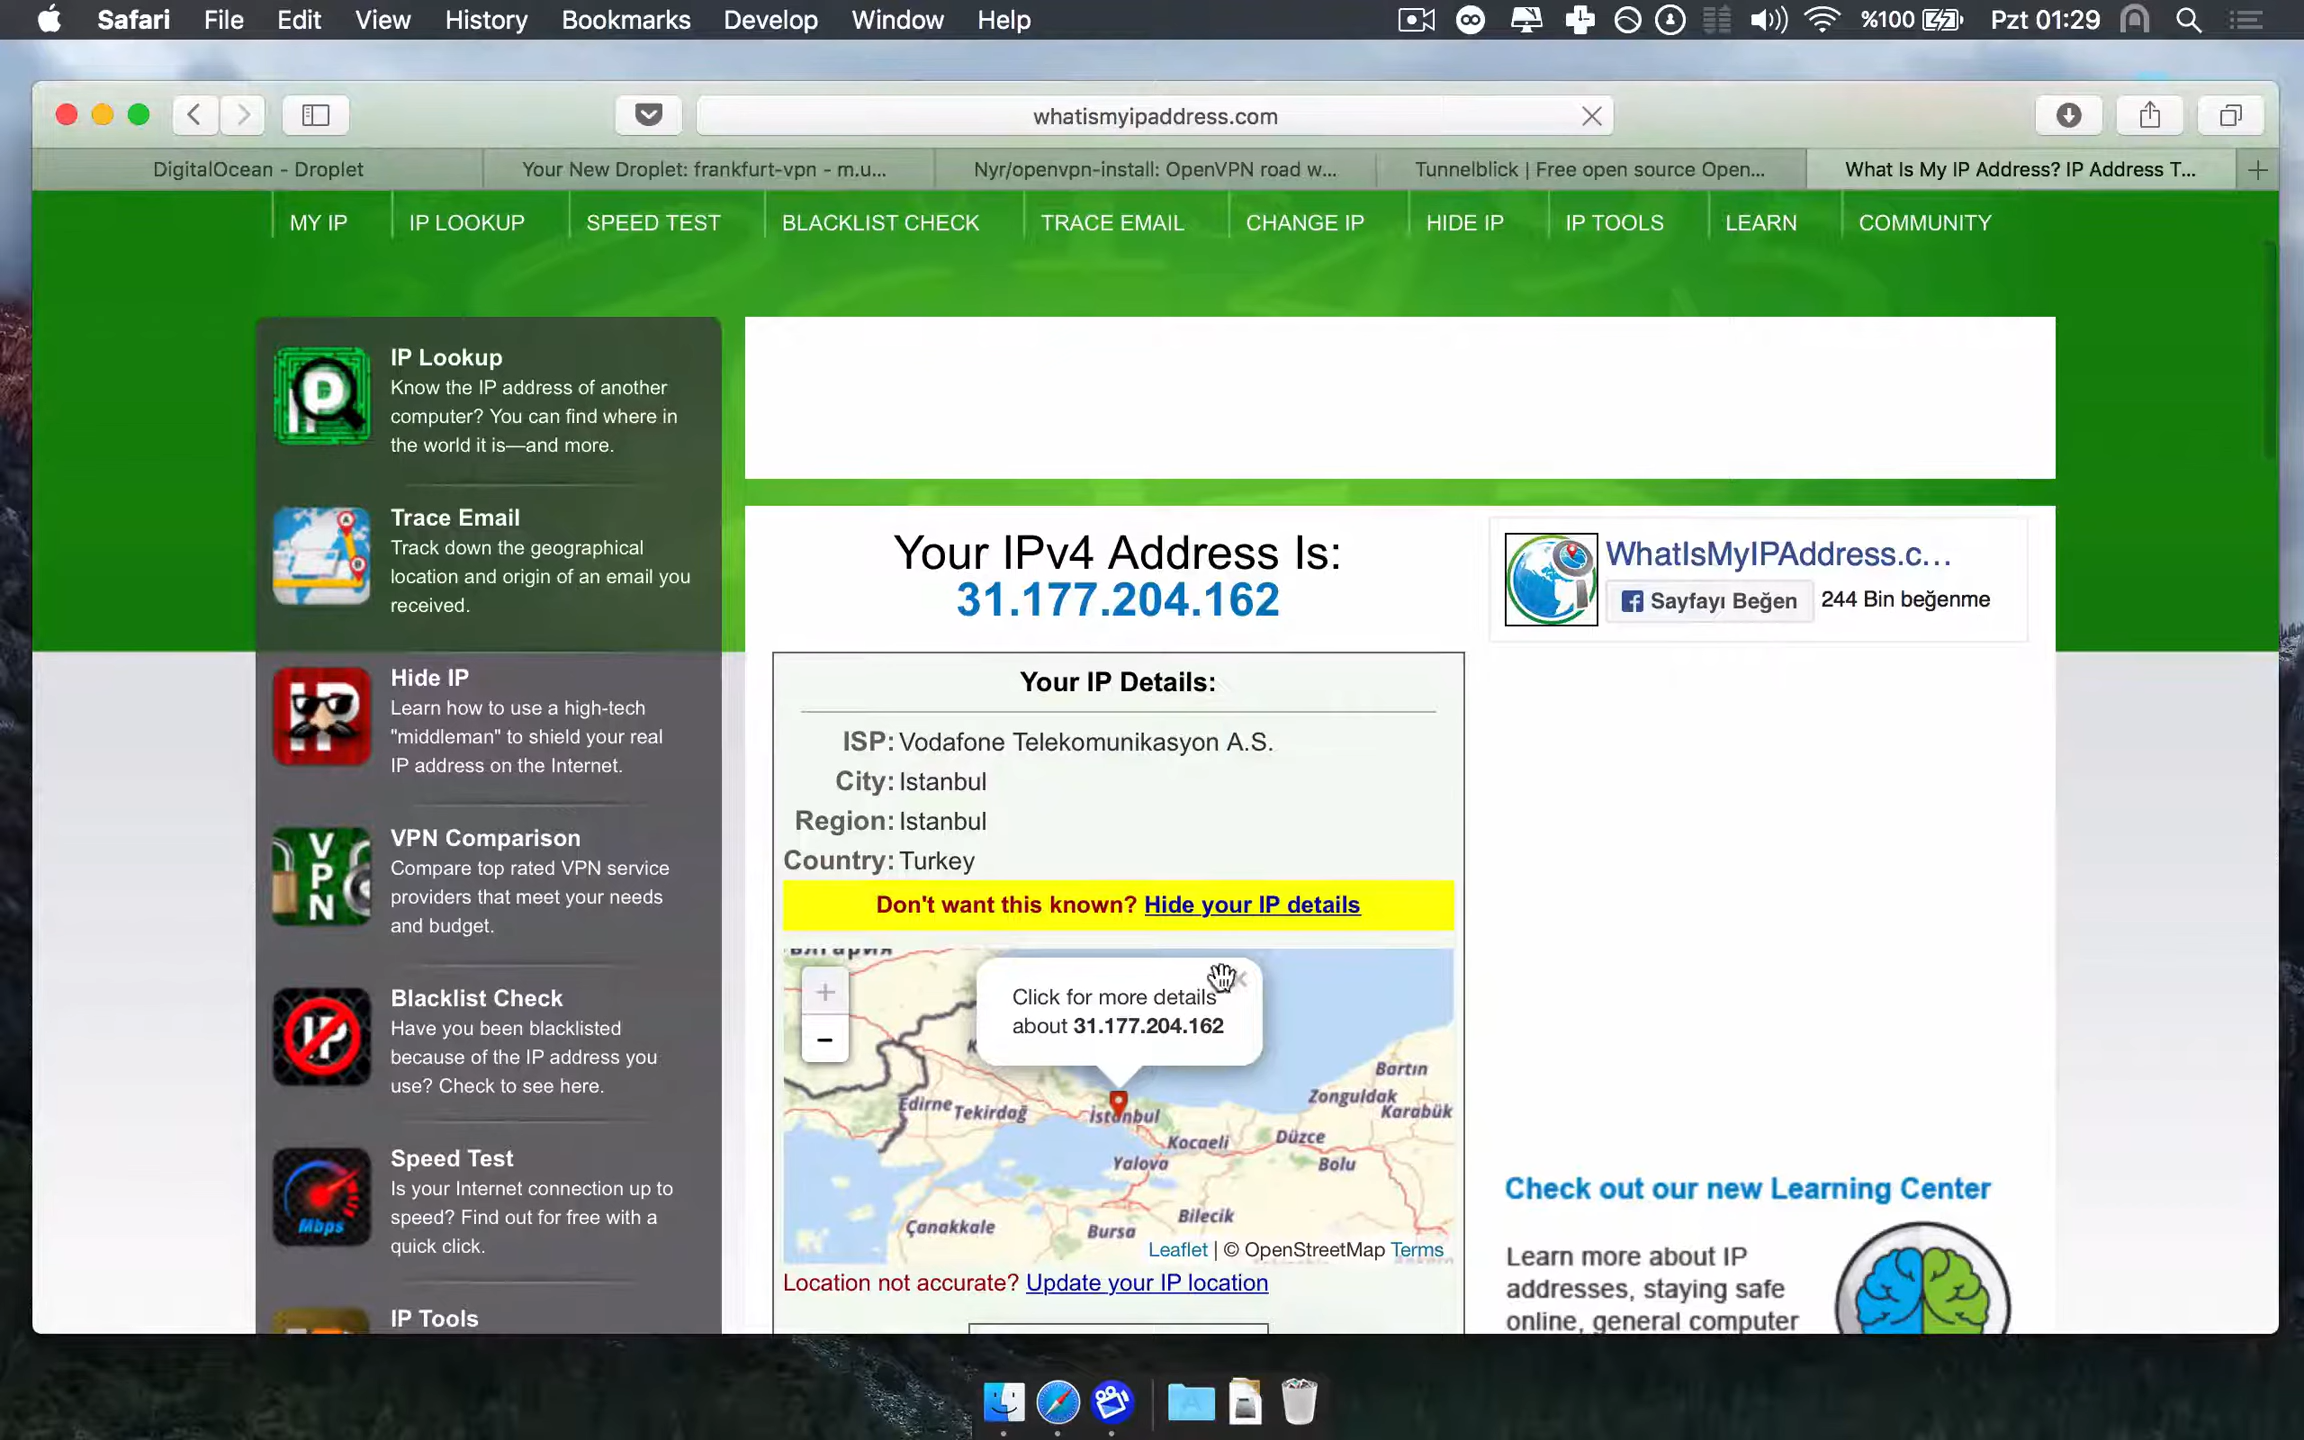 Safari File Edit View History Bookmarks Develop Window Help %100 Pzt 01:29
whatismyipaddress.com
DigitalOcean - Droplet
Your New Droplet: frankfurt-vpn - m.u...
Nyr/openvpn-install: OpenVPN road w...
Tunnelblick | Free open source Open...
What Is My IP Address? IP Address T...
MY IP IP LOOKUP SPEED TEST BLACKLIST CHECK TRACE EMAIL CHANGE IP HIDE IP IP TOOLS LEARN COMMUNITY
IP Lookup
Know the IP address of another
computer? You can find where in
the world it is—and more.
Trace Email
Track down the geographical
location and origin of an email you
received.
Hide IP
Learn how to use a high-tech
"middleman" to shield your real
IP address on the Internet.
VPN
VPN Comparison
Compare top rated VPN service
providers that meet your needs
and budget.
IP
Blacklist Check
Have you been blacklisted
because of the IP address you
use? Check to see here.
Mbps
Speed Test
Is your Internet connection up to
speed? Find out for free with a
quick click.
IP Tools
Your IPv4 Address Is:
31.177.204.162
Your IP Details:
ISP: Vodafone Telekomunikasyon A.S.
City: Istanbul
Region: Istanbul
Country: Turkey
Don't want this known? Hide your IP details
+
−
Click for more details
about 31.177.204.162
Edirne
Tekirdağ
İstanbul
Kocaeli
Yalova
Düzce
Bolu
Bartın
Zonguldak
Karabük
Çanakkale
Bursa
Bilecik
Leaflet | © OpenStreetMap Terms
Location not accurate? Update your IP location
WhatIsMyIPAddress.c...
Sayfayı Beğen 244 Bin beğenme
Check out our new Learning Center
Learn more about IP
addresses, staying safe
online, general computer